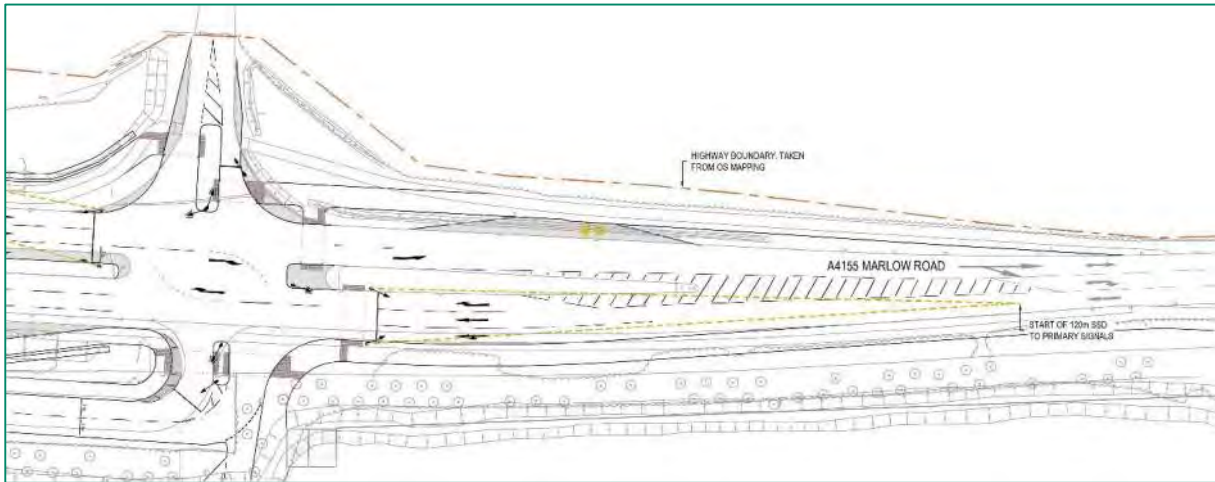 HIGHWAY BOUNDARY, TAKEN
FROM OS MAPPING
A4155 MARLOW ROAD
START OF 120m SSD
TO PRIMARY SIGNALS